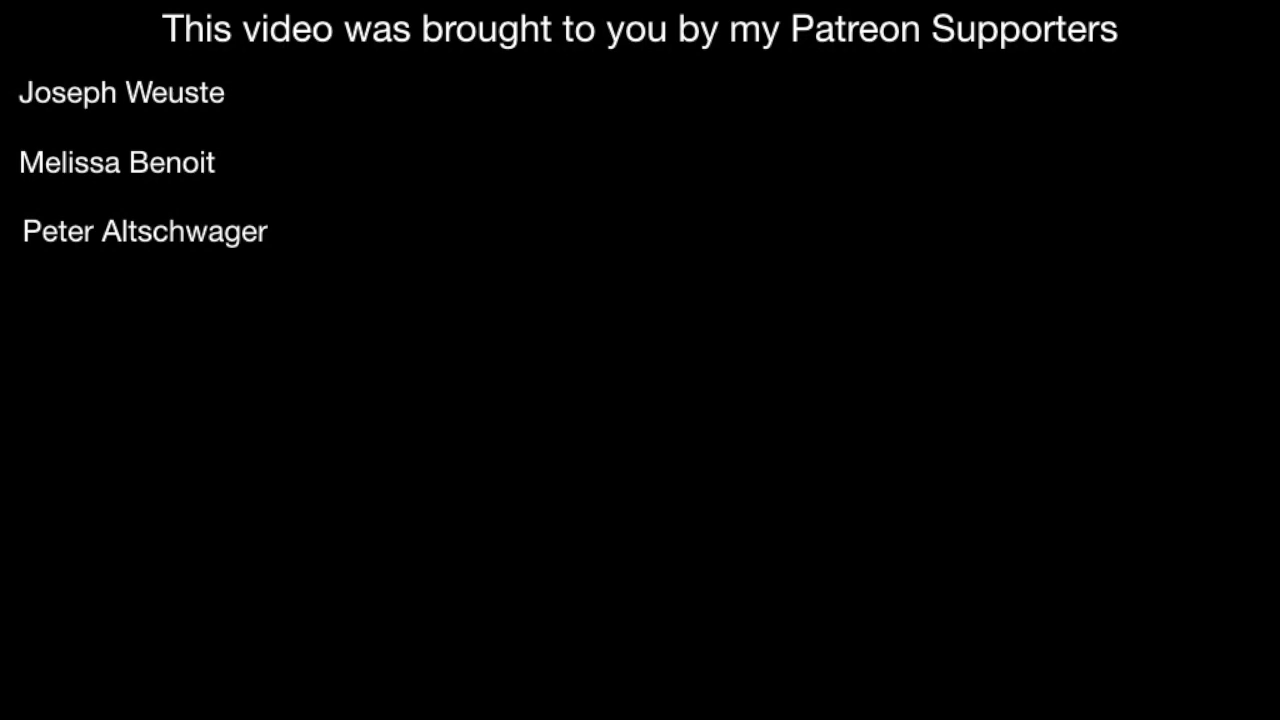 This video was brought to you by my Patreon Supporters
Joseph Weuste
Melissa Benoit
Peter Altschwager